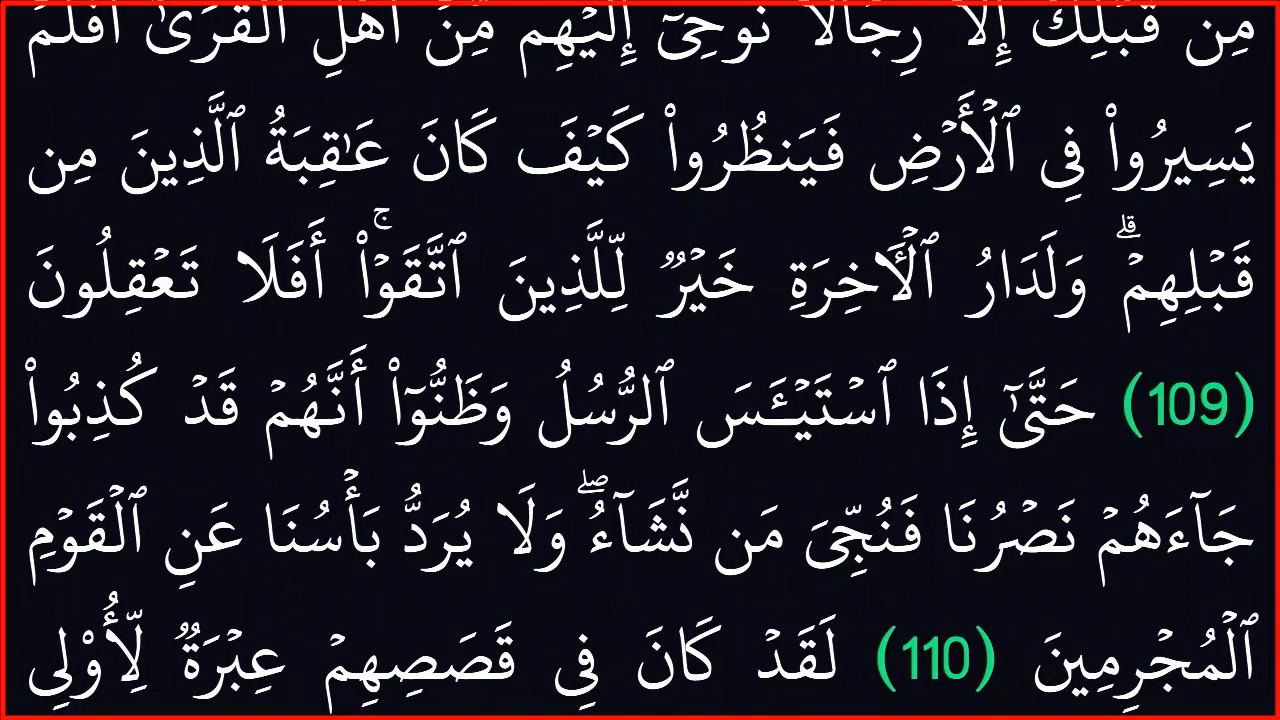 مِن قَبْلِكَ إِلَّا رِجَالًا نُّوحِىٓ إِلَيْهِم مِّنْ أَهْلِ ٱلْقُرَىٰٓ أَفَلَمْ
يَسِيرُوا۟ فِى ٱلْأَرْضِ فَيَنظُرُوا۟ كَيْفَ كَانَ عَـٰقِبَةُ ٱلَّذِينَ مِن
قَبْلِهِمْ ۗ وَلَدَارُ ٱلْـَٔاخِرَةِ خَيْرٌ لِّلَّذِينَ ٱتَّقَوْا۟ ۚ أَفَلَا تَعْقِلُونَ
(109) حَتَّىٰٓ إِذَا ٱسْتَيْـَٔسَ ٱلرُّسُلُ وَظَنُّوٓا۟ أَنَّهُمْ قَدْ كُذِبُوا۟
جَآءَهُمْ نَصْرُنَا فَنُجِّىَ مَن نَّشَآءُ ۖ وَلَا يُرَدُّ بَأْسُنَا عَنِ ٱلْقَوْمِ
ٱلْمُجْرِمِينَ (110) لَقَدْ كَانَ فِى قَصَصِهِمْ عِبْرَةٌ لِّأُو۟لِى